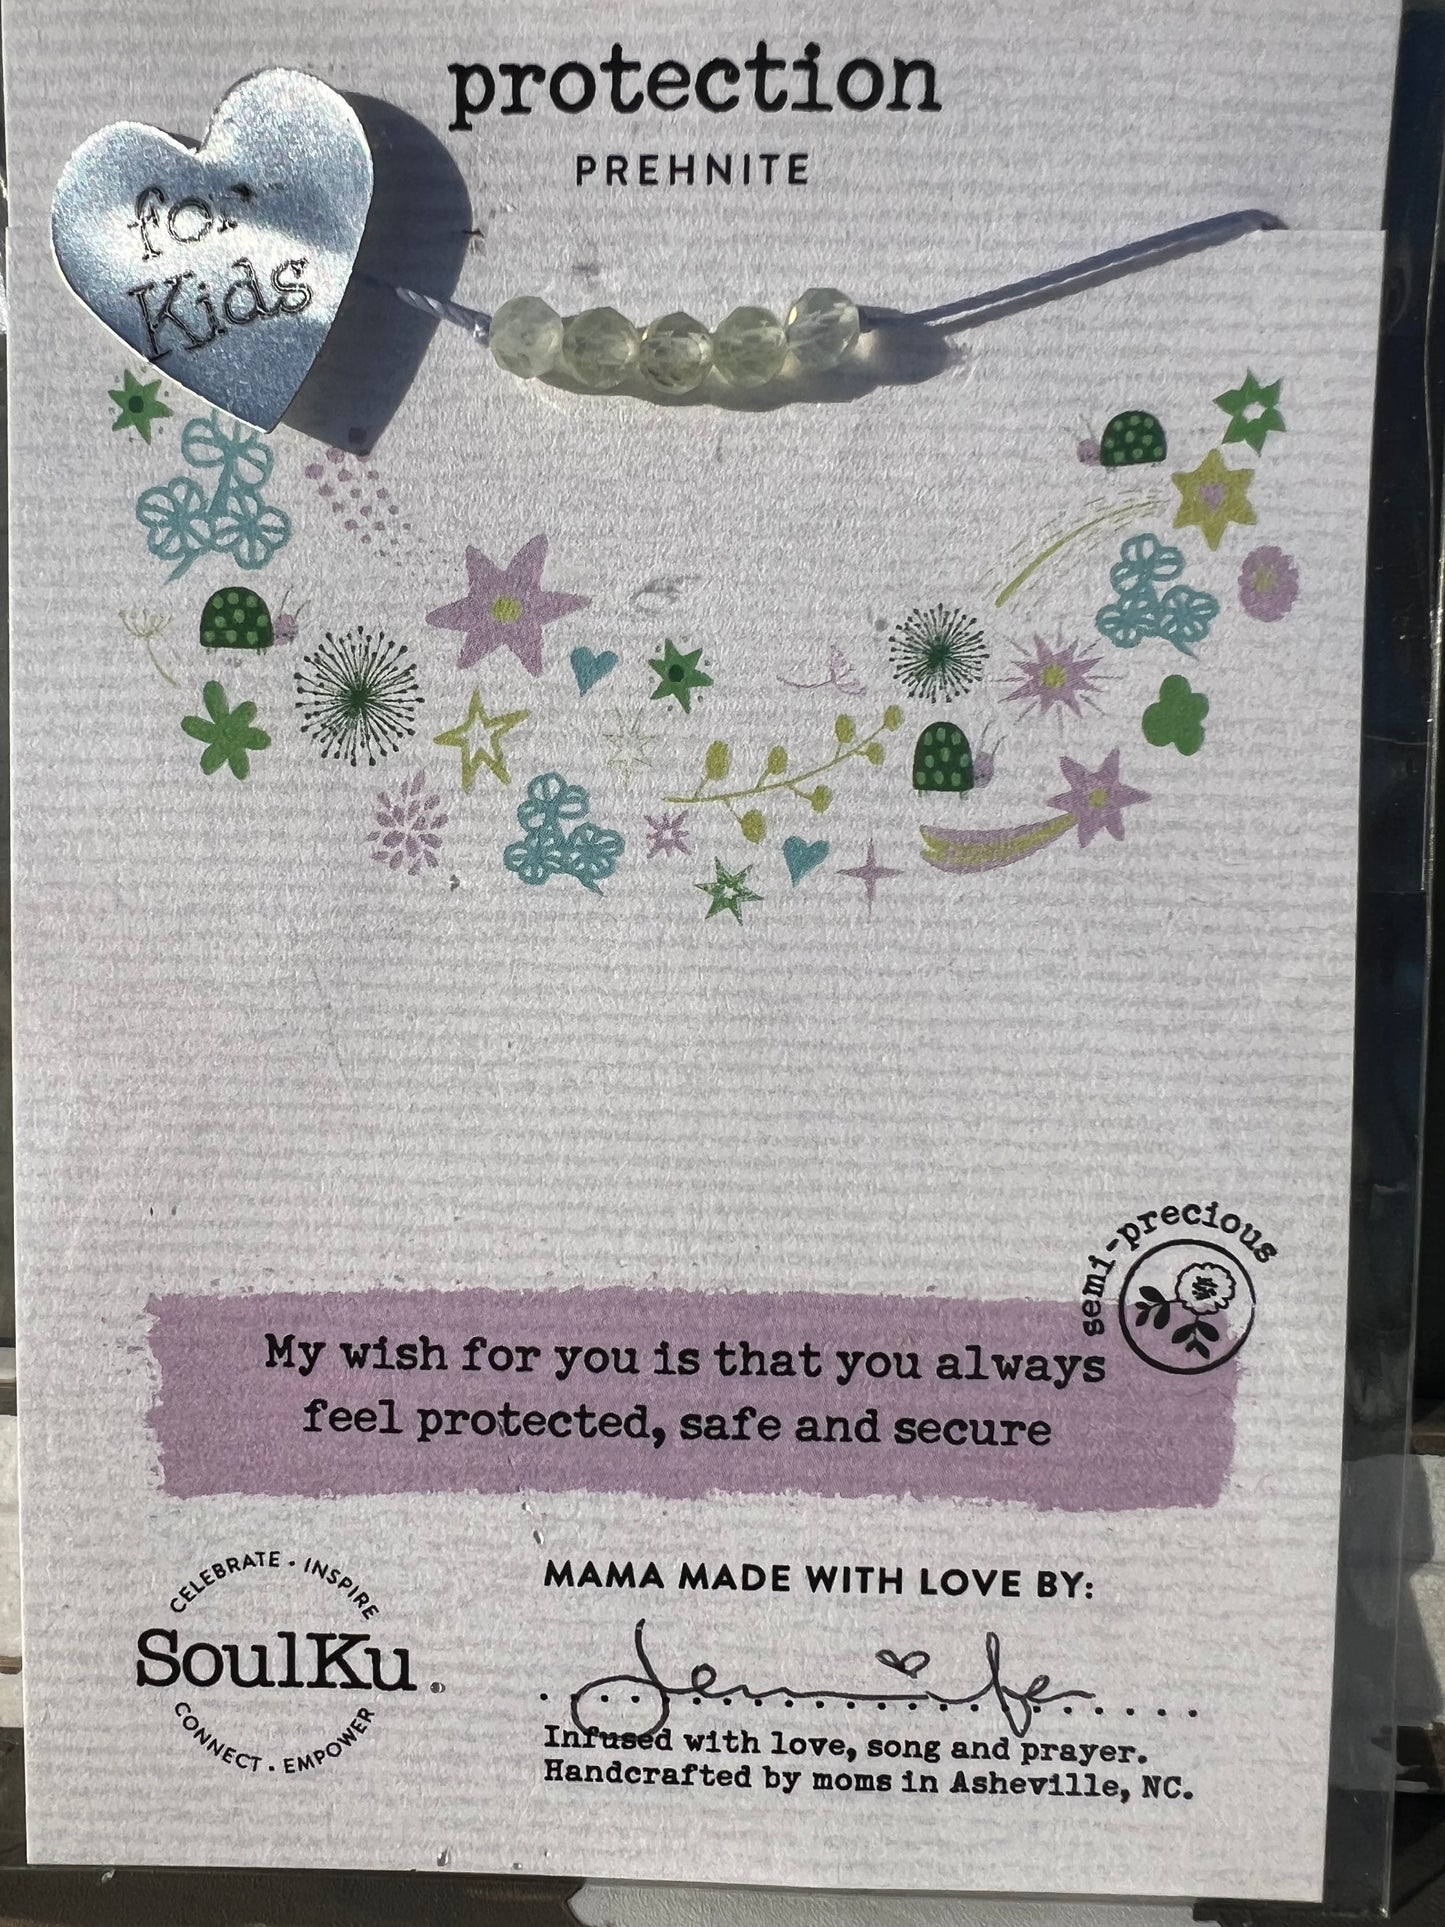 protection
PREHNITE
for
Kids
semi-precious
My wish for you is that you always
feel protected, safe and secure
CELEBRATE · INSPIRE
SoulKu.
CONNECT . EMPOWER
MAMA MADE WITH LOVE BY:
Jennifer
Infused with love, song and prayer.
Handcrafted by moms in Asheville, NC.